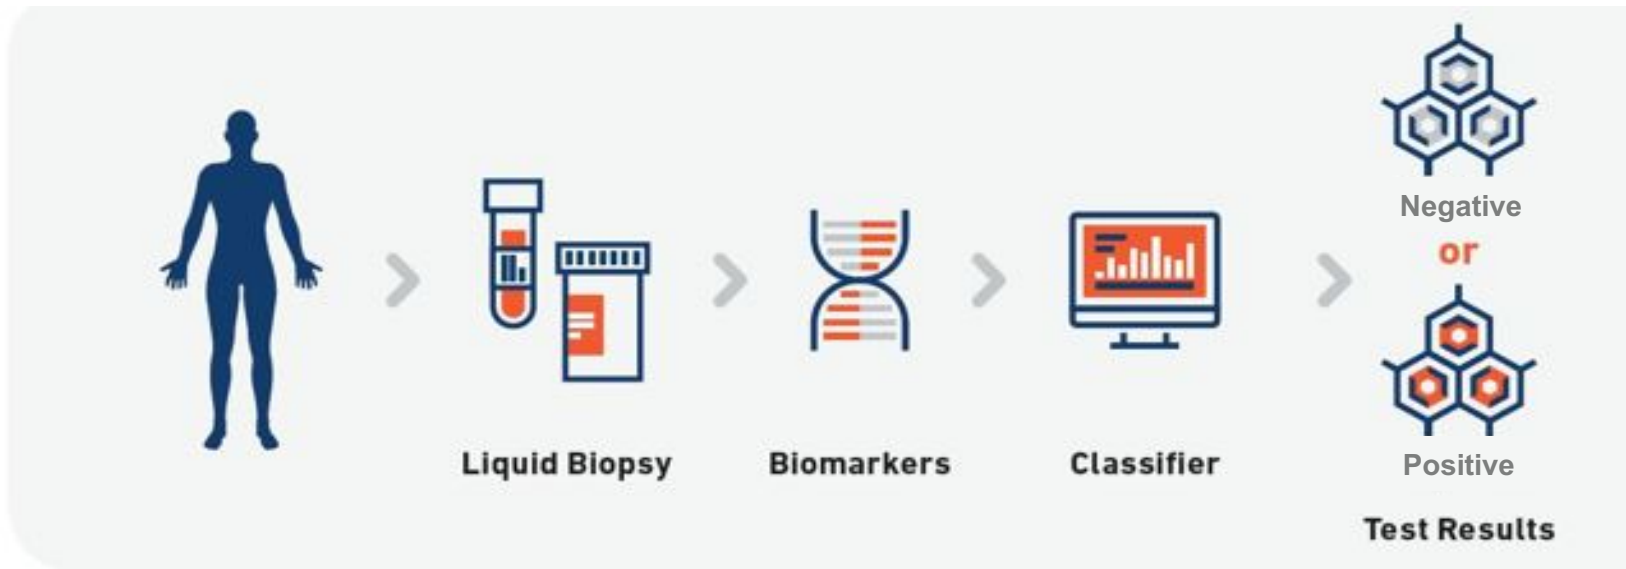 Liquid Biopsy
Biomarkers
Classifier
Negative
or
Positive
Test Results